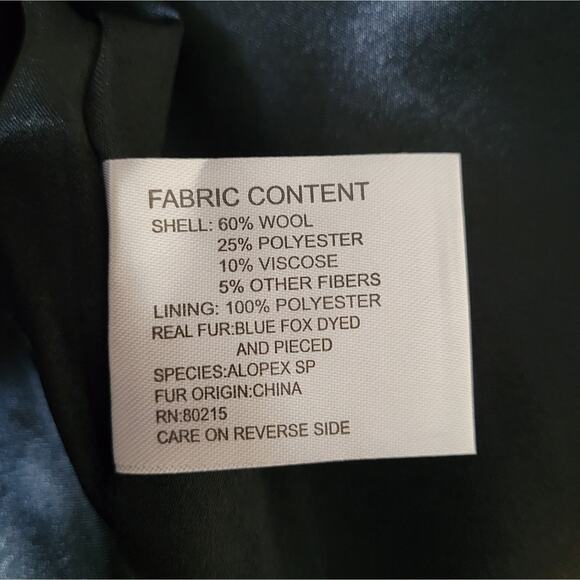 FABRIC CONTENT
SHELL: 60% WOOL
25% POLYESTER
10% VISCOSE
5% OTHER FIBERS
LINING: 100% POLYESTER
REAL FUR:BLUE FOX DYED
AND PIECED
SPECIES:ALOPEX SP
FUR ORIGIN:CHINA
RN:80215
CARE ON REVERSE SIDE